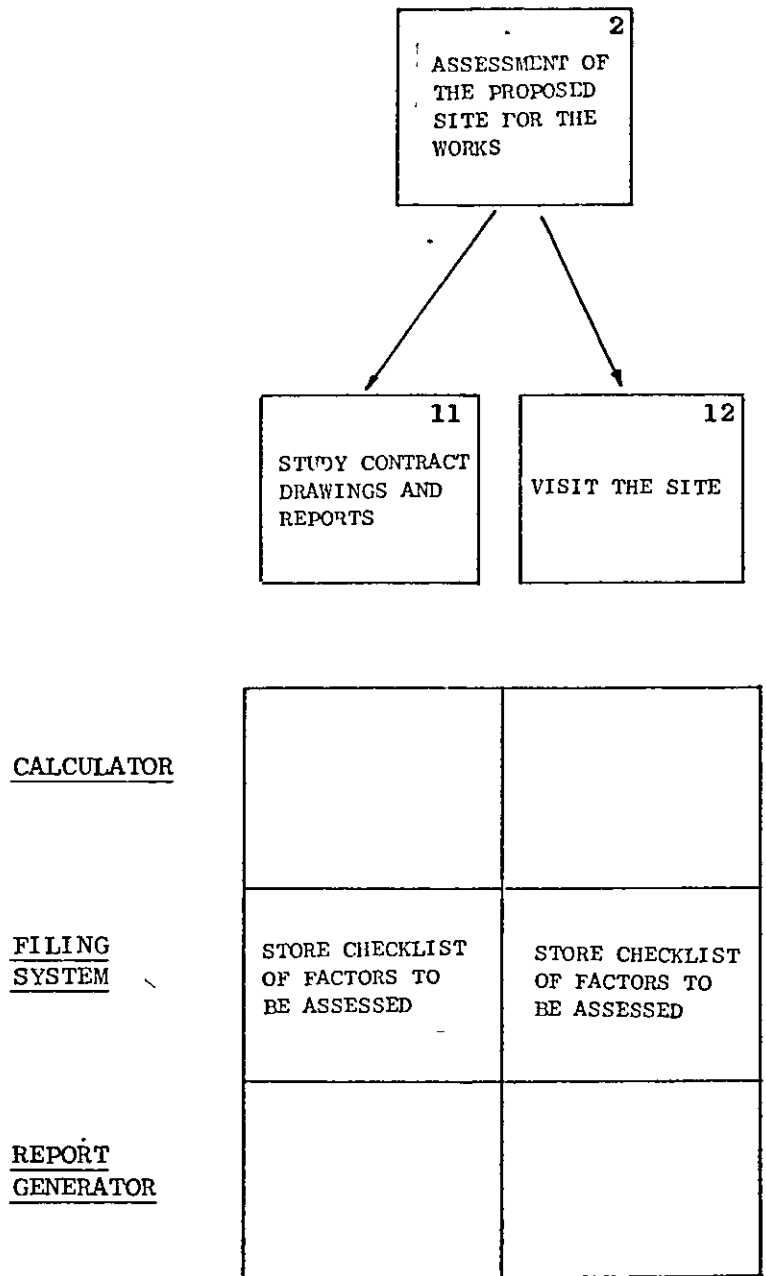 2
ASSESSMENT OF
THE PROPOSED
SITE FOR THE
WORKS
11
STUDY CONTRACT
DRAWINGS AND
REPORTS
12
VISIT THE SITE
CALCULATOR
FILING
SYSTEM
STORE CHECKLIST
OF FACTORS TO
BE ASSESSED
STORE CHECKLIST
OF FACTORS TO
BE ASSESSED
REPORT
GENERATOR